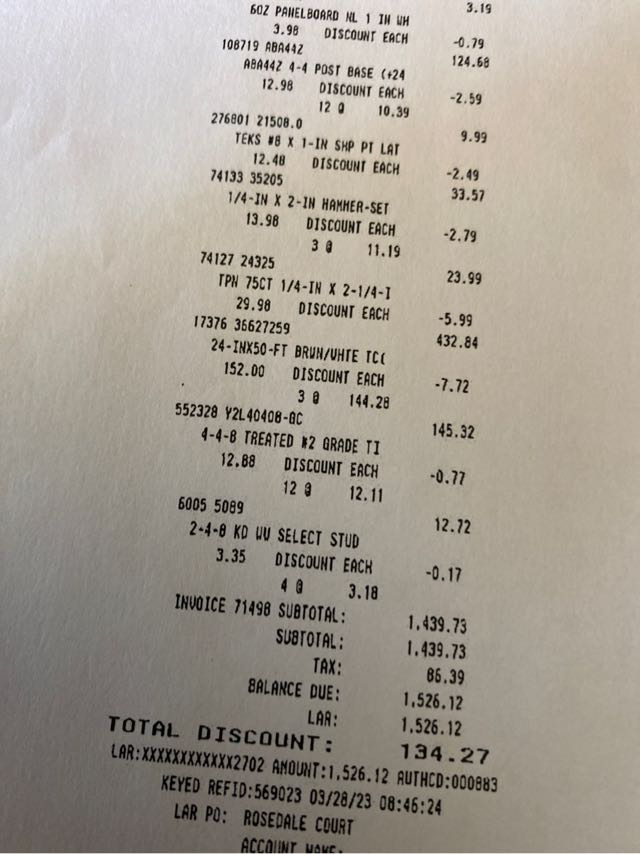 3.19
6OZ PANELBOARD NL 1 IN WH
3.98 DISCOUNT EACH -0.79
108719 ABA44Z 124.68
ABA44Z 4-4 POST BASE (+24
12.98 DISCOUNT EACH -2.59
12 @ 10.39
276801 21508.0 9.99
TEKS #8 X 1-IN SHP PT LAT
12.48 DISCOUNT EACH -2.49
74133 35205 33.57
1/4-IN X 2-IN HAMMER-SET
13.98 DISCOUNT EACH -2.79
3 @ 11.19
74127 24325 23.99
TPN 75CT 1/4-IN X 2-1/4-I
29.98 DISCOUNT EACH -5.99
17376 36627259 432.84
24-INX50-FT BRWN/WHTE TC(
152.00 DISCOUNT EACH -7.72
3 @ 144.28
552328 Y2L40408-GC 145.32
4-4-8 TREATED #2 GRADE TI
12.88 DISCOUNT EACH -0.77
12 @ 12.11
6005 5089 12.72
2-4-8 KD WW SELECT STUD
3.35 DISCOUNT EACH -0.17
4 @ 3.18
INVOICE 71498 SUBTOTAL: 1,439.73
SUBTOTAL: 1,439.73
TAX: 86.39
BALANCE DUE: 1,526.12
LAR: 1,526.12
TOTAL DISCOUNT: 134.27
LAR:XXXXXXXXXXXX2702 AMOUNT:1,526.12 AUTHCD:000883
KEYED REFID:569023 03/28/23 08:46:24
LAR PO: ROSEDALE COURT
ACCOUNT NAME: